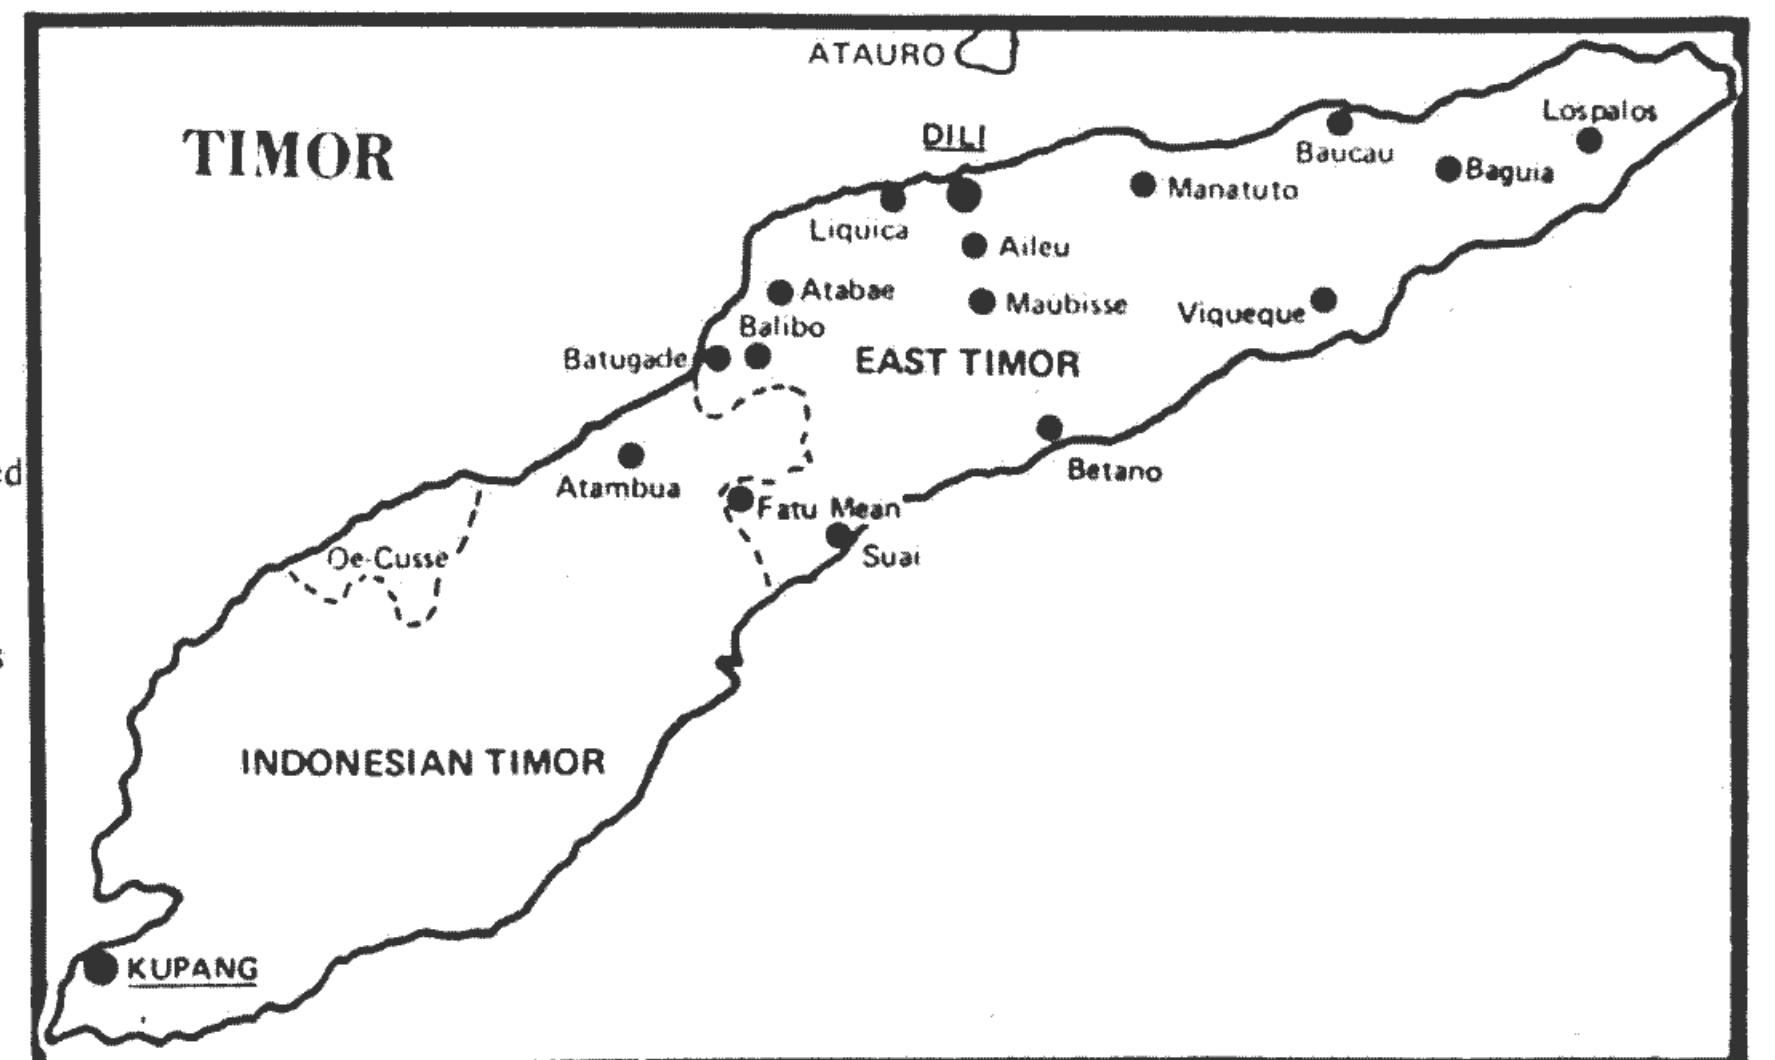 ATAURO
TIMOR
DILI
Lospalos
Baucau
Baguia
Manatuto
Liquica
Aileu
Atabae
Maubisse
Viqueque
Balibo
Batugade
EAST TIMOR
Betano
ed
Atambua
Fatu Mean
Oe-Cusse
Suai
s
INDONESIAN TIMOR
KUPANG